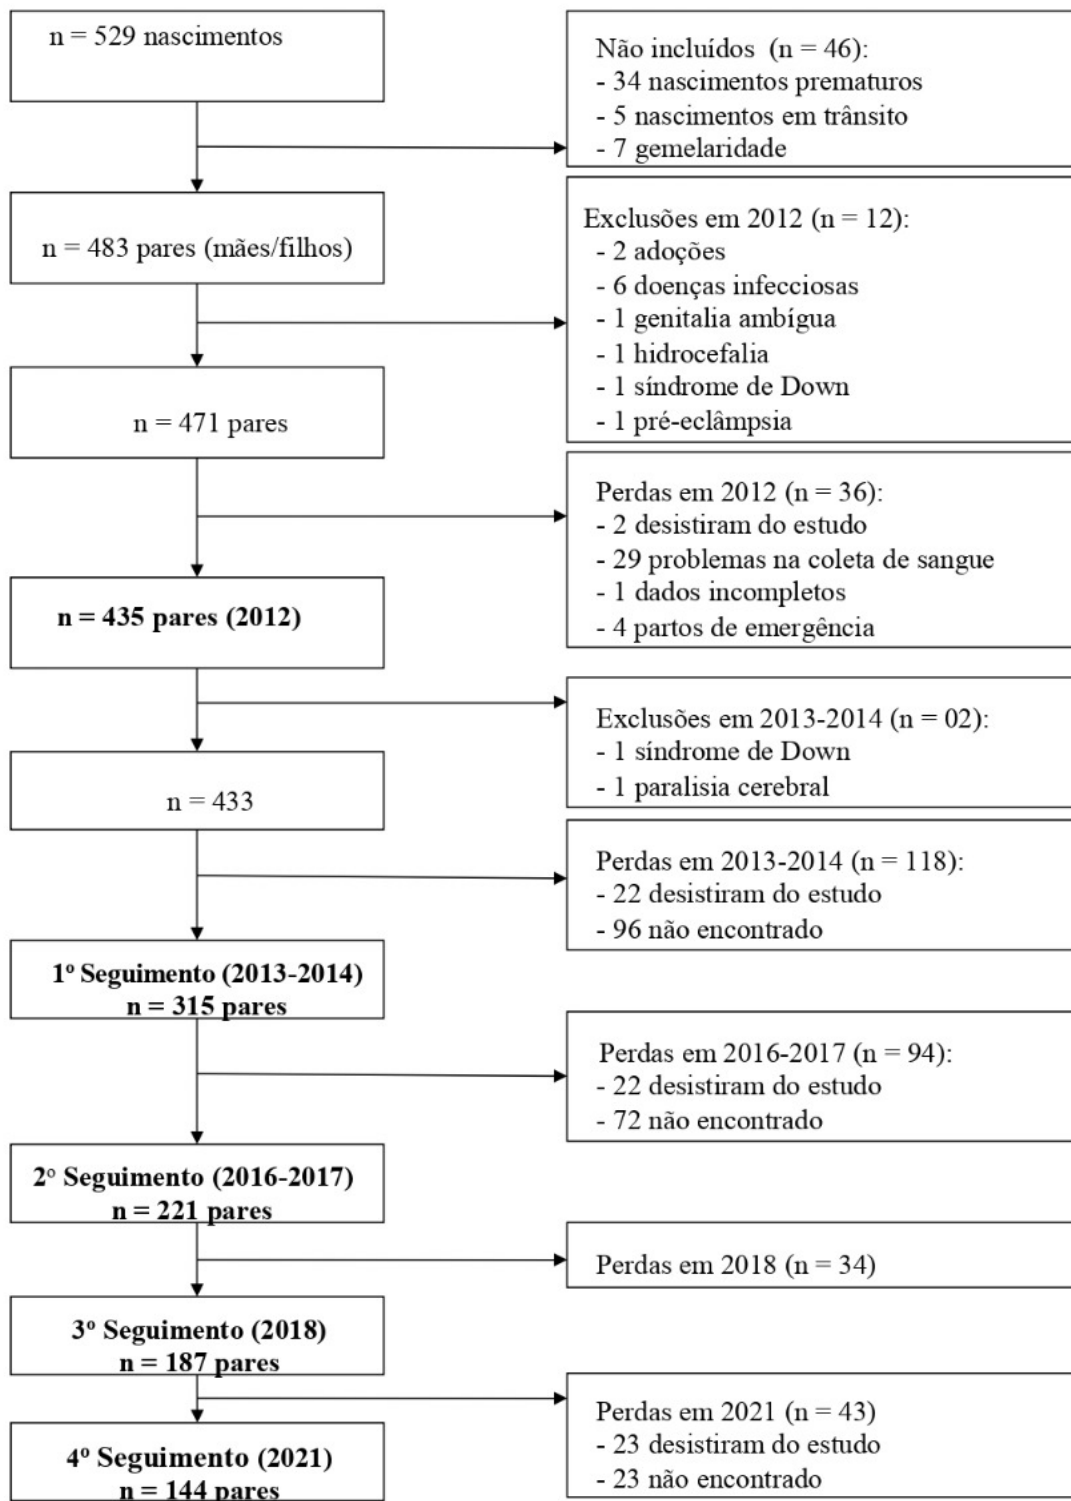 n = 529 nascimentos
Não incluídos (n = 46):
- 34 nascimentos prematuros
- 5 nascimentos em trânsito
- 7 gemelaridade
n = 483 pares (mães/filhos)
Exclusões em 2012 (n = 12):
- 2 adoções
- 6 doenças infecciosas
- 1 genitalia ambígua
- 1 hidrocefalia
- 1 síndrome de Down
- 1 pré-eclâmpsia
n = 471 pares
Perdas em 2012 (n = 36):
- 2 desistiram do estudo
- 29 problemas na coleta de sangue
- 1 dados incompletos
- 4 partos de emergência
n = 435 pares (2012)
Exclusões em 2013-2014 (n = 02):
- 1 síndrome de Down
- 1 paralisia cerebral
n = 433
Perdas em 2013-2014 (n = 118):
- 22 desistiram do estudo
- 96 não encontrado
1º Seguimento (2013-2014)
n = 315 pares
Perdas em 2016-2017 (n = 94):
- 22 desistiram do estudo
- 72 não encontrado
2º Seguimento (2016-2017)
n = 221 pares
Perdas em 2018 (n = 34)
3º Seguimento (2018)
n = 187 pares
Perdas em 2021 (n = 43)
- 23 desistiram do estudo
- 23 não encontrado
4º Seguimento (2021)
n = 144 pares